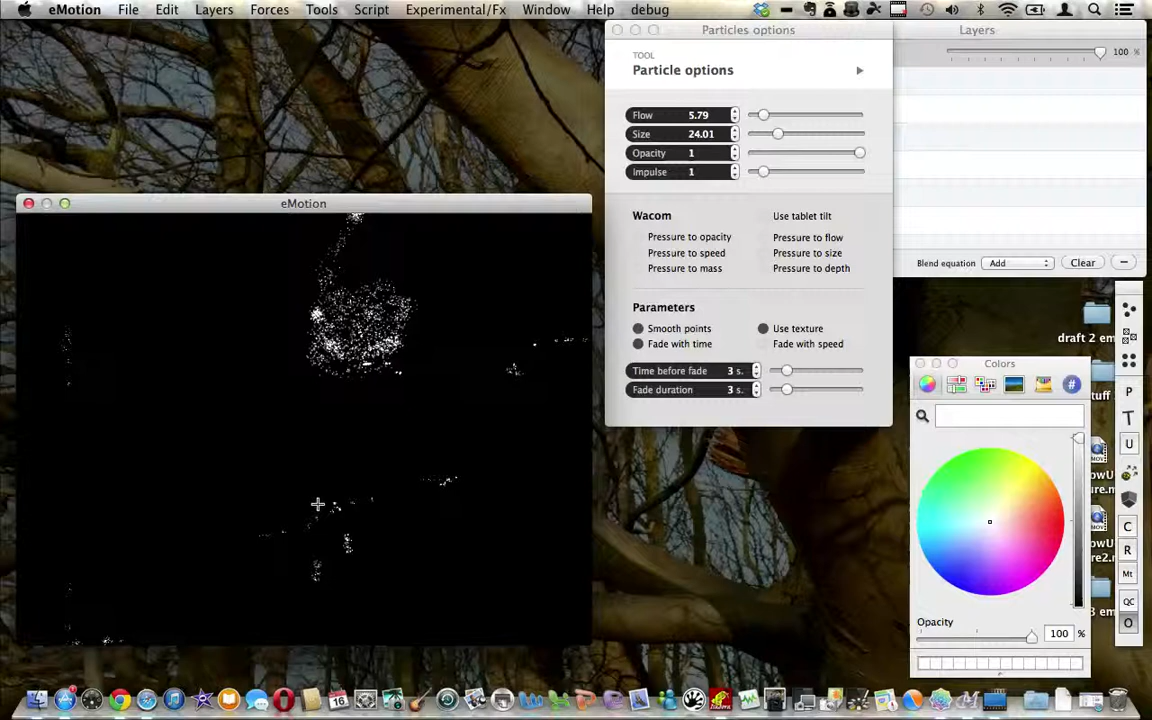 eMotion File Edit Layers Forces Tools Script Experimental/Fx Window Help debug
Particles options
Layers
TOOL
Particle options
100 %
Flow 5.79
Size 24.01
Opacity 1
Impulse 1
eMotion
Wacom Use tablet tilt
Pressure to opacity Pressure to flow
Pressure to speed Pressure to size
Pressure to mass Pressure to depth
Blend equation Add Clear
Parameters
Smooth points Use texture
Fade with time Fade with speed
Time before fade 3 s.
Fade duration 3 s.
draft 2 em
Colors
#
P
T
U
C
R
Mt
QC
O
Opacity
100 %
16